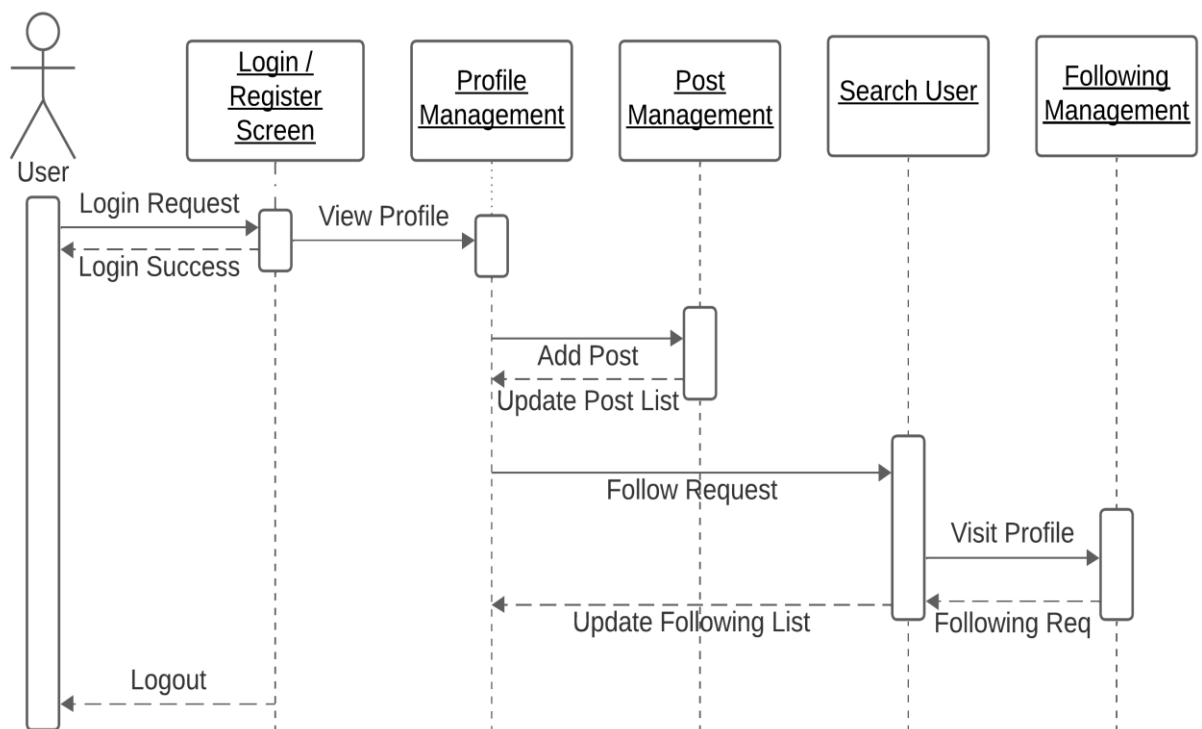 Login /
Register
Screen
Profile
Management
Post
Management
Search User
Following
Management
User
Login Request
View Profile
Login Success
Add Post
Update Post List
Follow Request
Visit Profile
Update Following List
Following Req
Logout